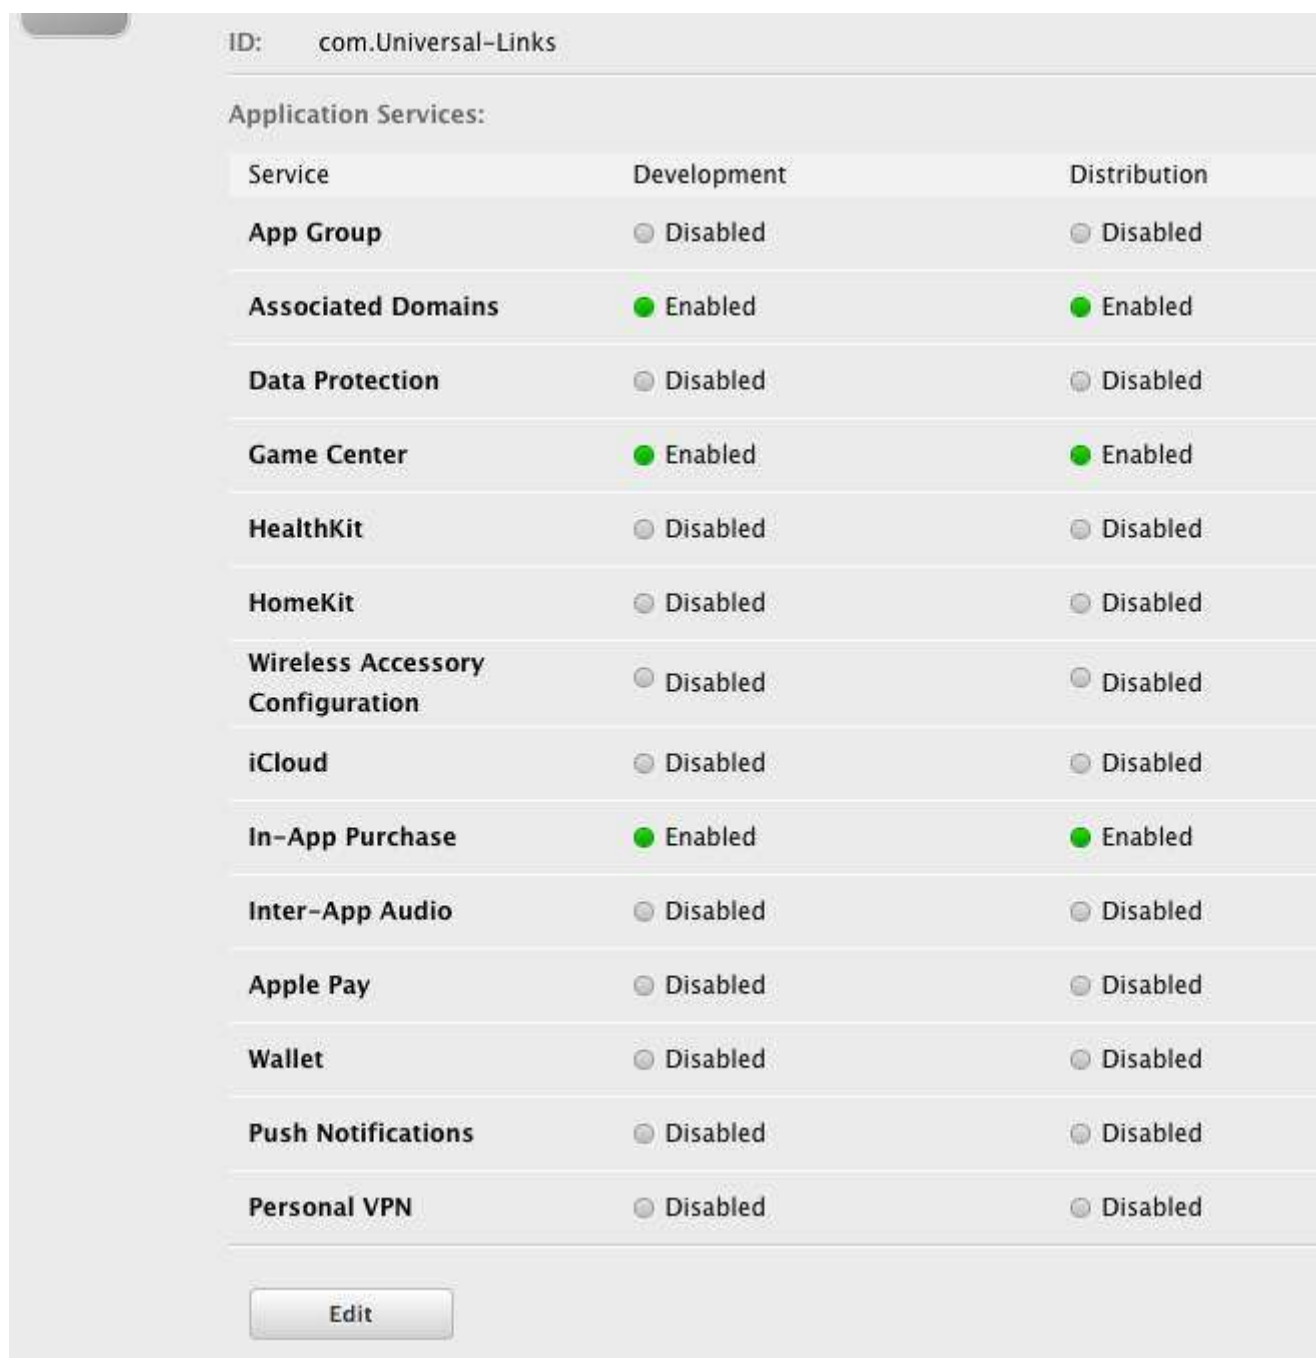 ID: com.Universal-Links
Application Services:
Service Development Distribution
App Group Disabled Disabled
Associated Domains Enabled Enabled
Data Protection Disabled Disabled
Game Center Enabled Enabled
HealthKit Disabled Disabled
HomeKit Disabled Disabled
Wireless Accessory
Configuration Disabled Disabled
iCloud Disabled Disabled
In-App Purchase Enabled Enabled
Inter-App Audio Disabled Disabled
Apple Pay Disabled Disabled
Wallet Disabled Disabled
Push Notifications Disabled Disabled
Personal VPN Disabled Disabled
Edit